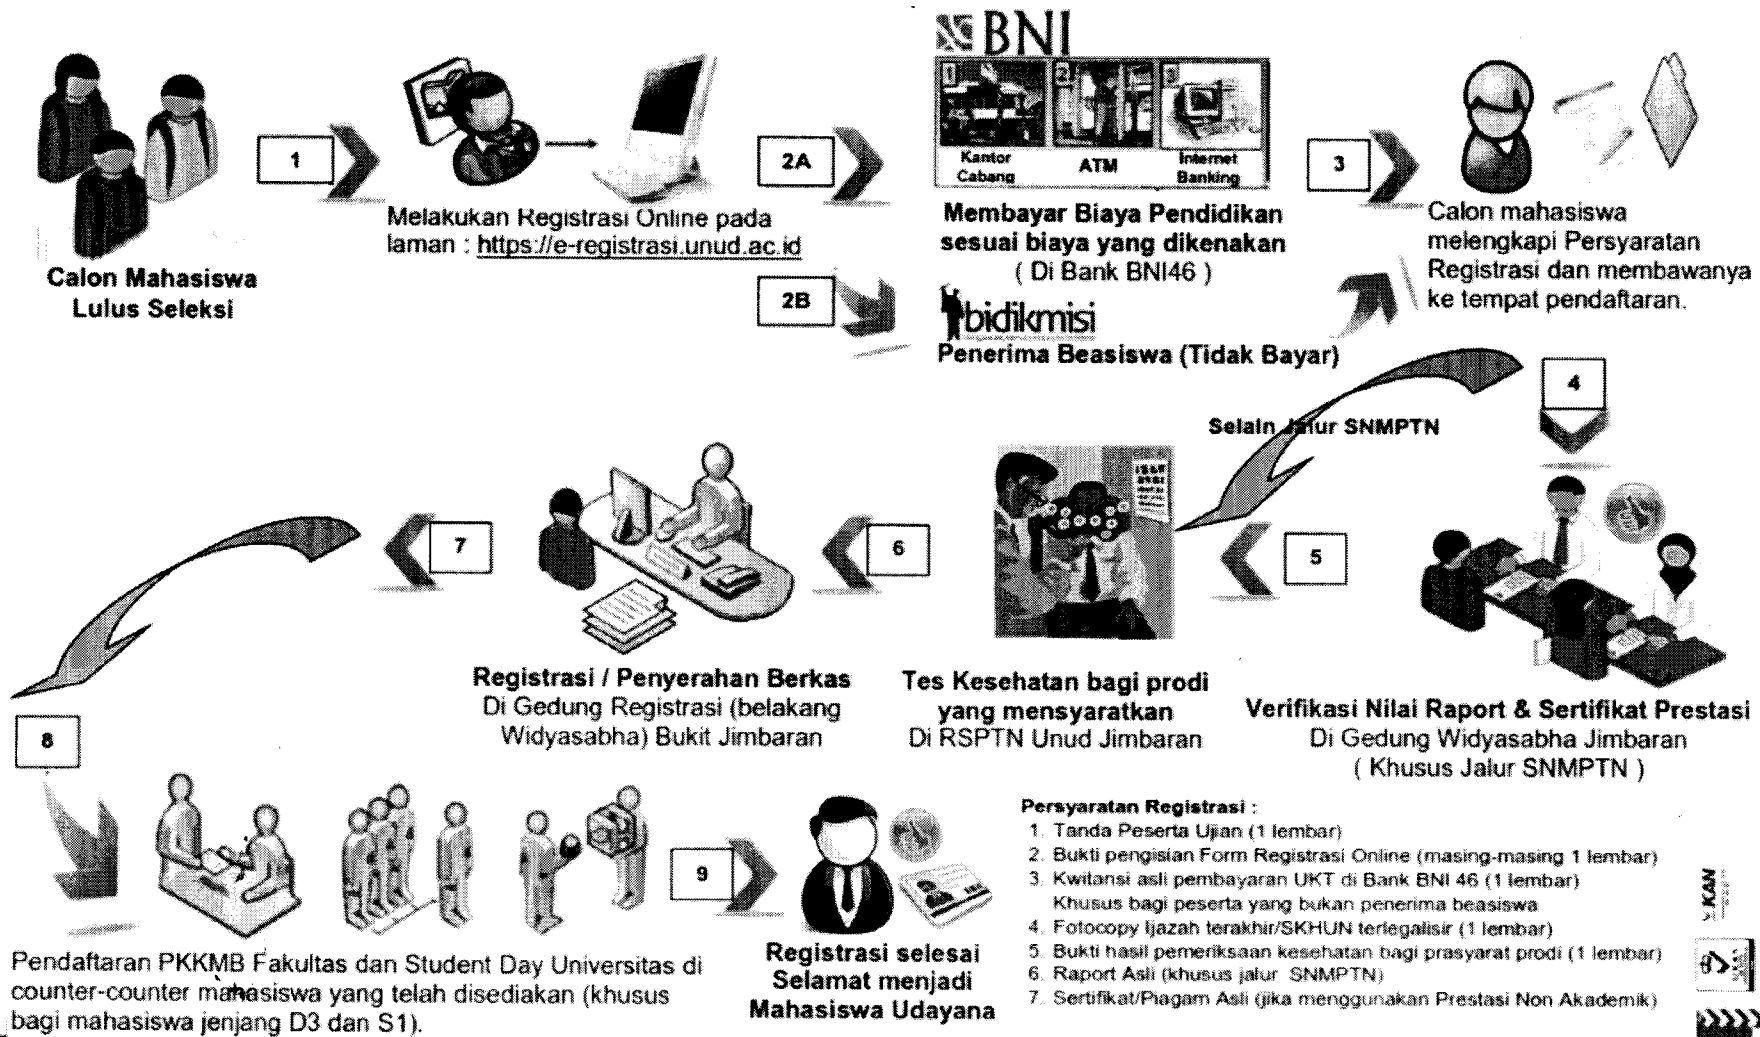 BNI
1
2
3
Kantor
Cabang
ATM
Internet
Banking
1
2A
3
Calon Mahasiswa
Lulus Seleksi
Melakukan Registrasi Online pada
laman : https://e-registrasi.unud.ac.id
Membayar Biaya Pendidikan
sesuai biaya yang dikenakan
( Di Bank BNI46 )
2B
bidikmisi
Penerima Beasiswa (Tidak Bayar)
Calon mahasiswa
melengkapi Persyaratan
Registrasi dan membawanya
ke tempat pendaftaran.
4
Selain Jalur SNMPTN
5
Verifikasi Nilai Raport & Sertifikat Prestasi
Di Gedung Widyasabha Jimbaran
( Khusus Jalur SNMPTN )
6
Tes Kesehatan bagi prodi
yang mensyaratkan
Di RSPTN Unud Jimbaran
7
Registrasi / Penyerahan Berkas
Di Gedung Registrasi (belakang
Widyasabha) Bukit Jimbaran
8
Pendaftaran PKKMB Fakultas dan Student Day Universitas di
counter-counter mahasiswa yang telah disediakan (khusus
bagi mahasiswa jenjang D3 dan S1).
9
Registrasi selesai
Selamat menjadi
Mahasiswa Udayana
Persyaratan Registrasi :
1. Tanda Peserta Ujian (1 lembar)
2. Bukti pengisian Form Registrasi Online (masing-masing 1 lembar)
3. Kwitansi asli pembayaran UKT di Bank BNI 46 (1 lembar)
Khusus bagi peserta yang bukan penerima beasiswa
4. Fotocopy Ijazah terakhir/SKHUN terlegalisir (1 lembar)
5. Bukti hasil pemeriksaan kesehatan bagi prasyarat prodi (1 lembar)
6. Raport Asli (khusus jalur SNMPTN)
7. Sertifikat/Piagam Asli (jika menggunakan Prestasi Non Akademik)
KAN